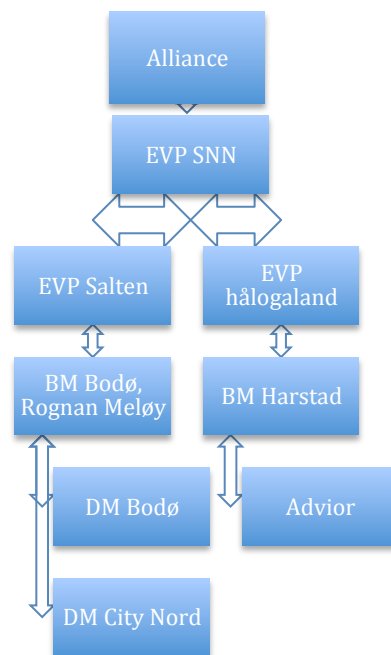 Alliance
EVP SNN
EVP Salten
EVP
hålogaland
BM Bodø,
Rognan Meløy
BM Harstad
DM Bodø
Advior
DM City Nord